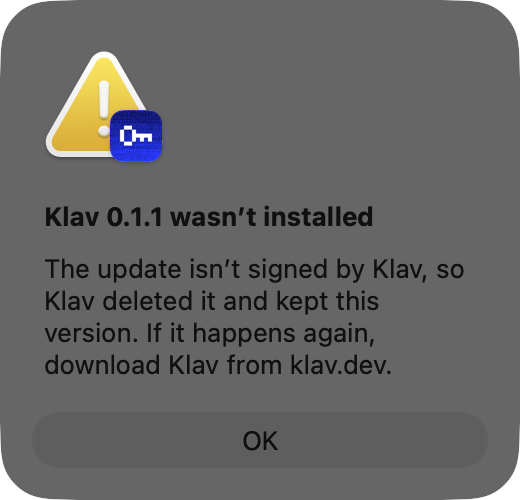 Klav 0.1.1 wasn’t installed
The update isn’t signed by Klav, so
Klav deleted it and kept this
version. If it happens again,
download Klav from klav.dev.
OK